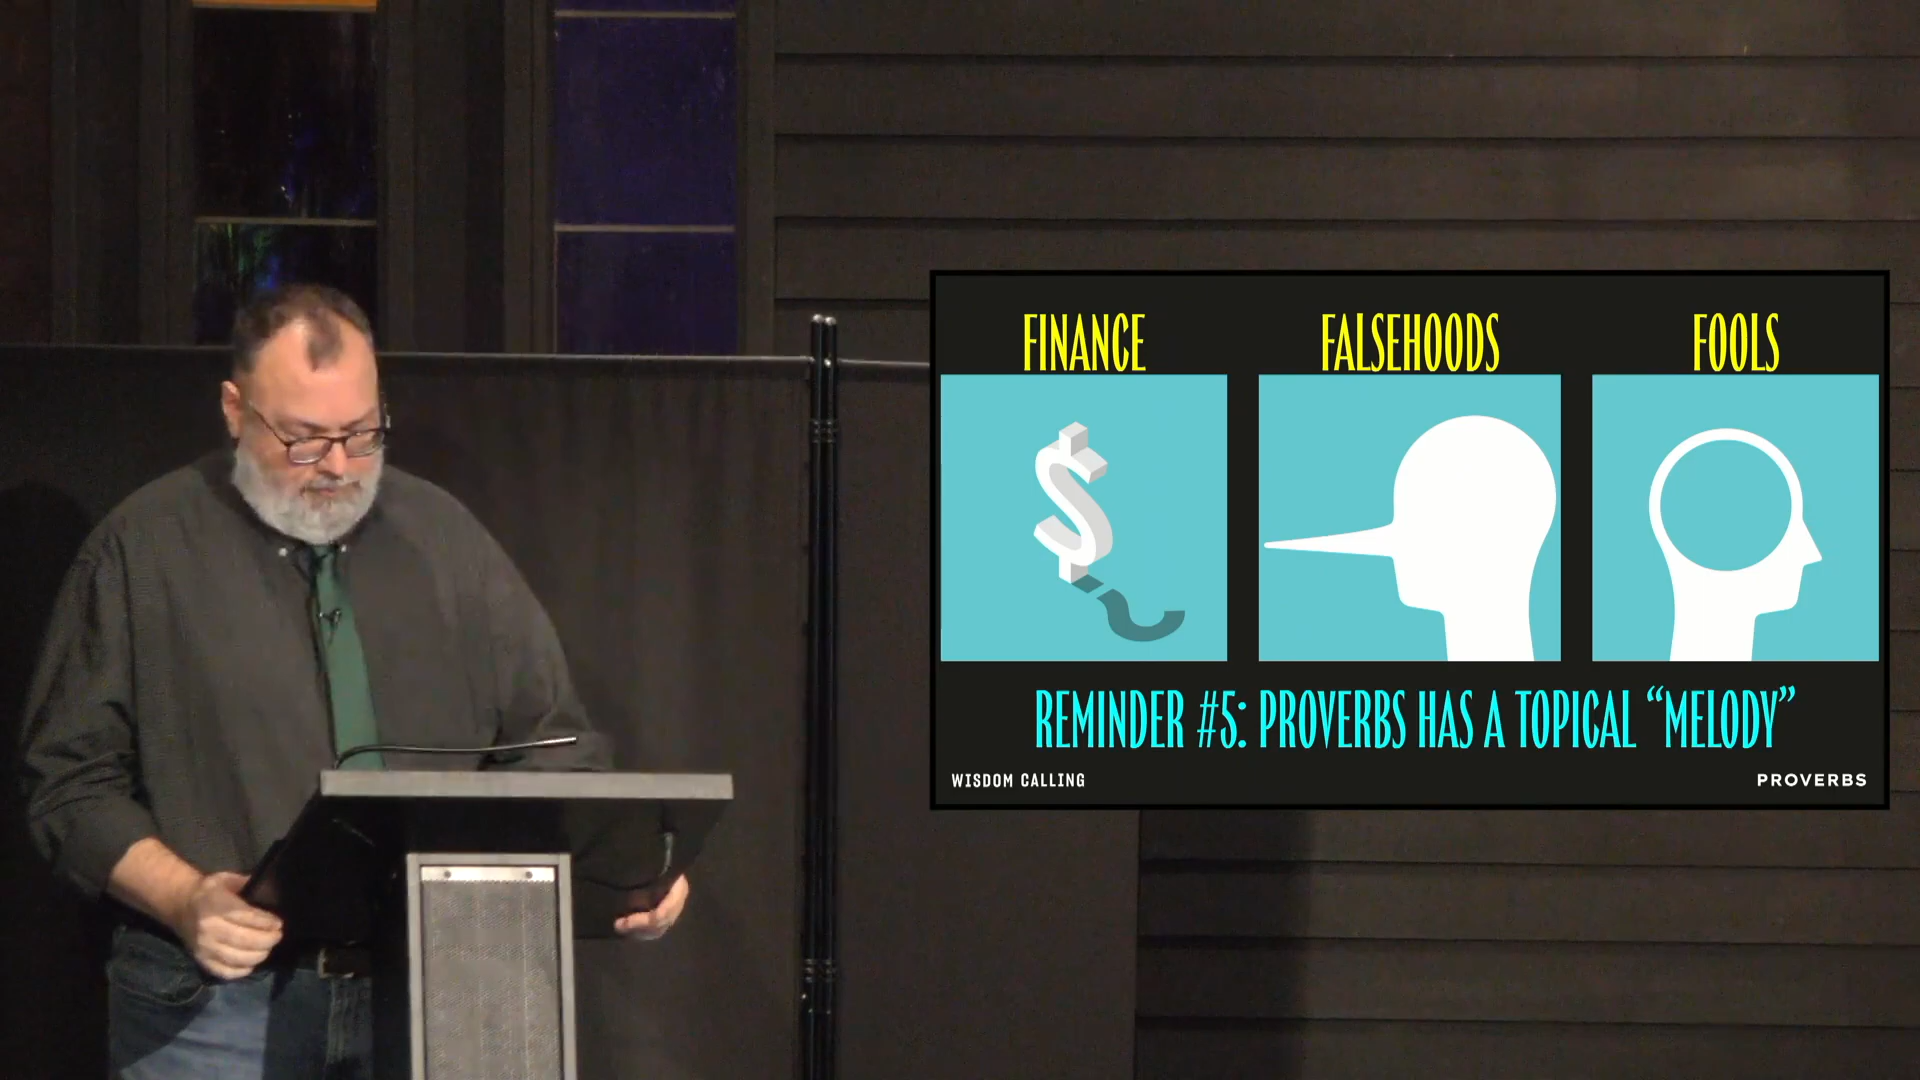 FINANCE
FALSEHOODS
FOOLS
REMINDER #5: PROVERBS HAS A TOPICAL “MELODY”
WISDOM CALLING
PROVERBS